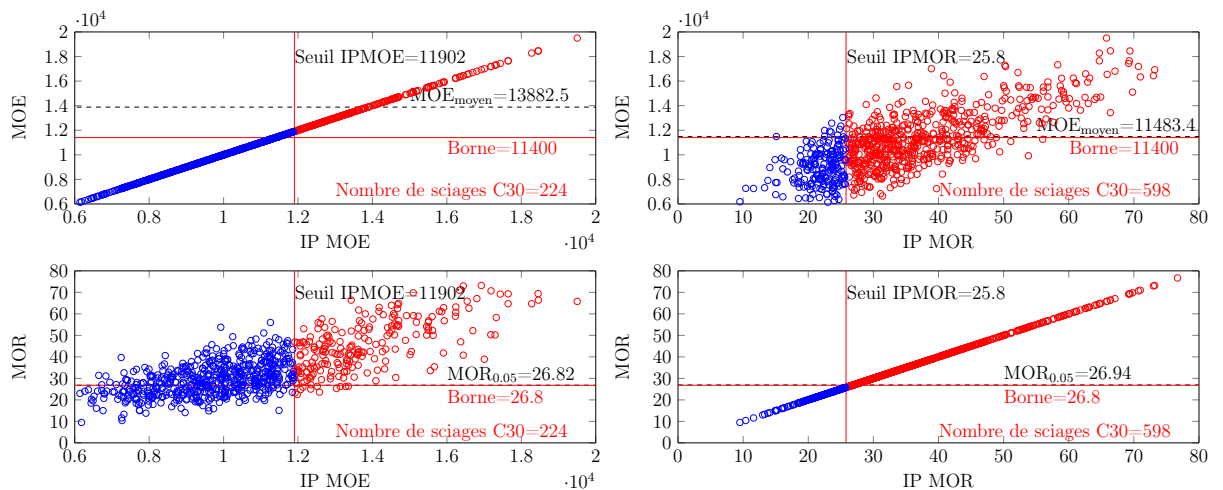 ·10⁴
2
1.8
1.6
1.4
1.2
1
0.8
0.6
MOE
Seuil IPMOE=11902
MOE_moyen=13882.5
Borne=11400
Nombre de sciages C30=224
0.6 0.8 1 1.2 1.4 1.6 1.8 2
IP MOE
·10⁴
·10⁴
2
1.8
1.6
1.4
1.2
1
0.8
0.6
MOE
Seuil IPMOR=25.8
MOE_moyen=11483.4
Borne=11400
Nombre de sciages C30=598
0 10 20 30 40 50 60 70 80
IP MOR
80
70
60
50
40
30
20
10
0
MOR
Seuil IPMOE=11902
MOR_0.05=26.82
Borne=26.8
Nombre de sciages C30=224
0.6 0.8 1 1.2 1.4 1.6 1.8 2
IP MOE
·10⁴
80
70
60
50
40
30
20
10
0
MOR
Seuil IPMOR=25.8
MOR_0.05=26.94
Borne=26.8
Nombre de sciages C30=598
0 10 20 30 40 50 60 70 80
IP MOR